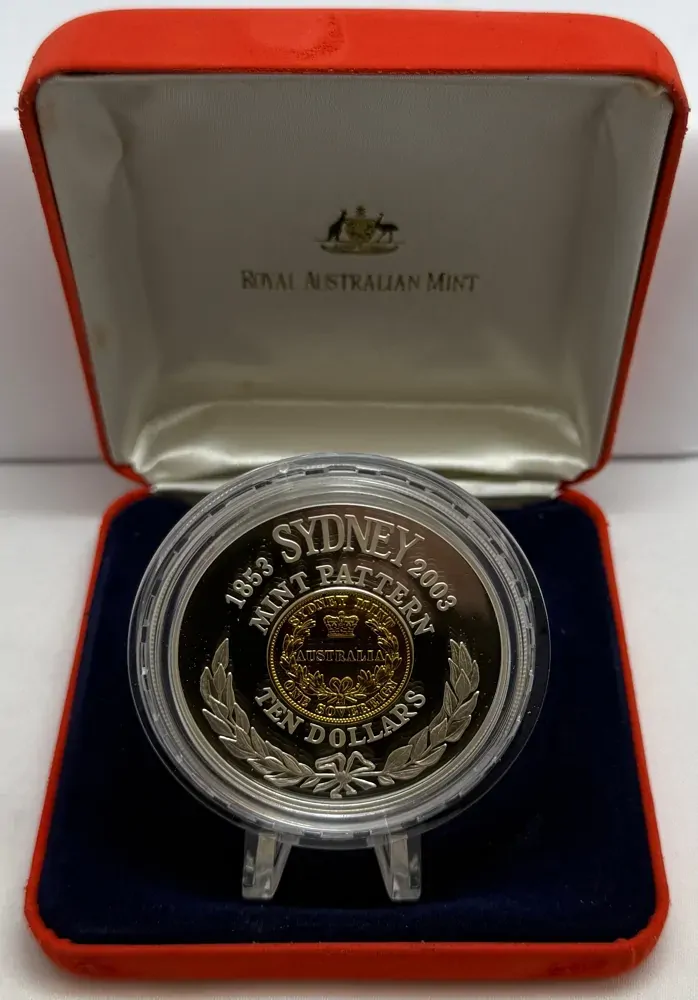 ROYAL AUSTRALIAN MINT
1853 SYDNEY 2003
MINT PATTERN
SYDNEY MINT
AUSTRALIA
ONE SOVEREIGN
TEN DOLLARS